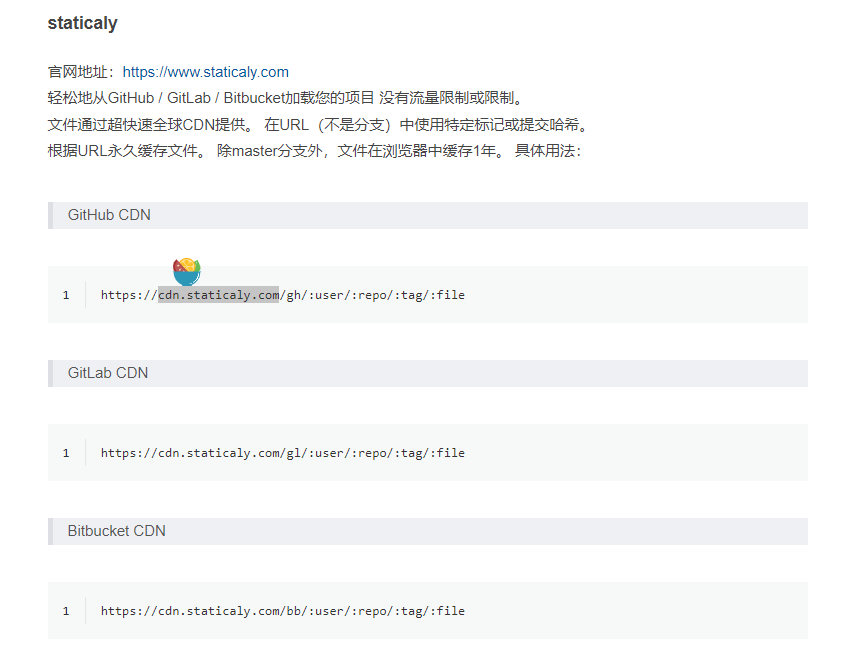 staticaly
官网地址：https://www.staticaly.com
轻松地从GitHub / GitLab / Bitbucket加载您的项目 没有流量限制或限制。
文件通过超快速全球CDN提供。 在URL（不是分支）中使用特定标记或提交哈希。
根据URL永久缓存文件。 除master分支外，文件在浏览器中缓存1年。 具体用法：
GitHub CDN
1 https://cdn.staticaly.com/gh/:user/:repo/:tag/:file
GitLab CDN
1 https://cdn.staticaly.com/gl/:user/:repo/:tag/:file
Bitbucket CDN
1 https://cdn.staticaly.com/bb/:user/:repo/:tag/:file